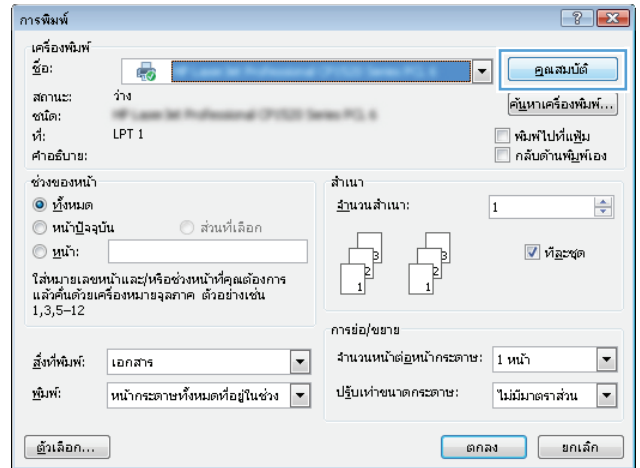 การพิมพ์
เครื่องพิมพ์
ชื่อ:
คุณสมบัติ
สถานะ: ว่าง
ชนิด:
ค้นหาเครื่องพิมพ์...
ที่: LPT 1
พิมพ์ไปที่แฟ้ม
คำอธิบาย:
กลับด้านพิมพ์เอง
ช่วงของหน้า
ทั้งหมด
หน้าปัจจุบัน ส่วนที่เลือก
หน้า:
ใส่หมายเลขหน้าและ/หรือช่วงหน้าที่คุณต้องการ
แล้วคั่นด้วยเครื่องหมายจุลภาค ตัวอย่างเช่น
1,3,5–12
สำเนา
จำนวนสำเนา: 1
3 3
2 2
1 1
ทีละชุด
สิ่งที่พิมพ์: เอกสาร
พิมพ์: หน้ากระดาษทั้งหมดที่อยู่ในช่วง
การย่อ/ขยาย
จำนวนหน้าต่อหน้ากระดาษ: 1 หน้า
ปรับเท่าขนาดกระดาษ: ไม่มีมาตราส่วน
ตัวเลือก...
ตกลง
ยกเลิก